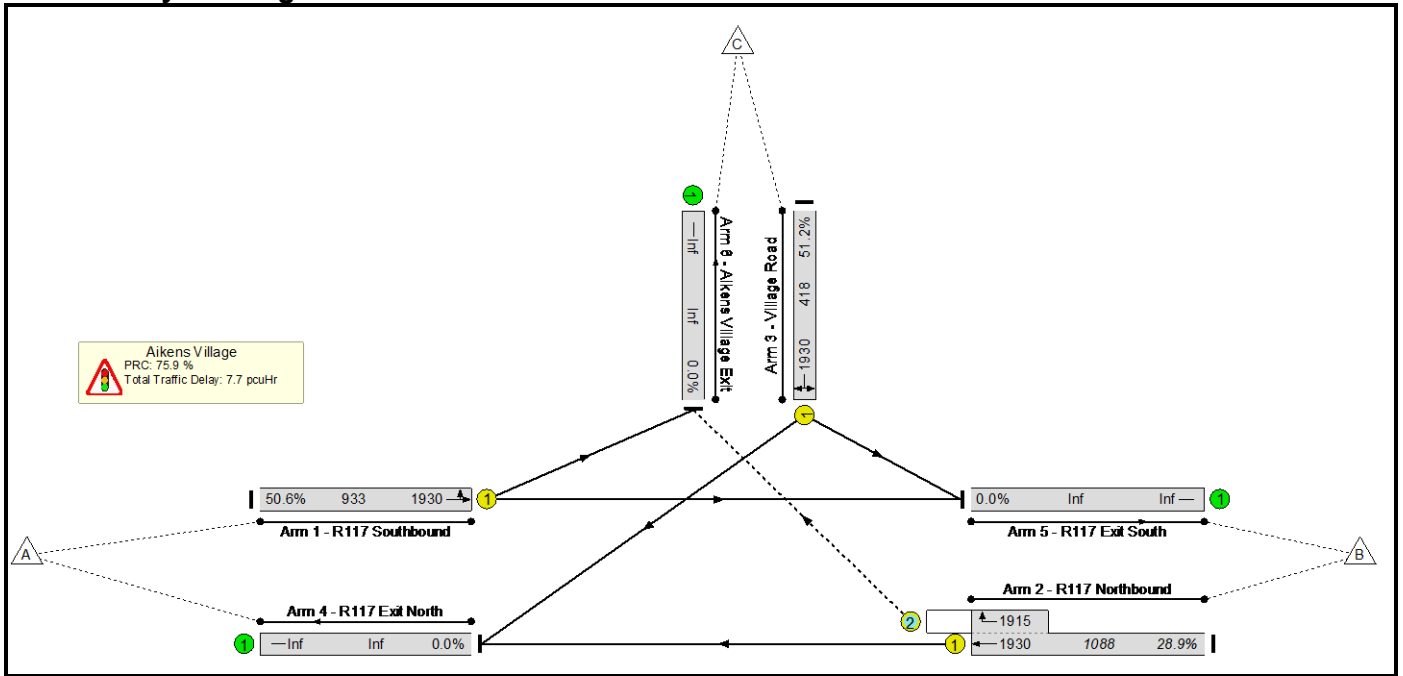 C
1
—Inf Inf 0.0%
Arm 6 - Aikens Village Exit
Arm 3 - Village Road
1930 418 51.2%
1
Aikens Village
PRC: 75.9 %
Total Traffic Delay: 7.7 pcuHr
50.6% 933 1930
1
Arm 1 - R117 Southbound
0.0% Inf Inf —
1
Arm 5 - R117 Exit South
A
B
Arm 4 - R117 Exit North
Arm 2 - R117 Northbound
2
1915
1
—Inf Inf 0.0%
1
1930 1088 28.9%